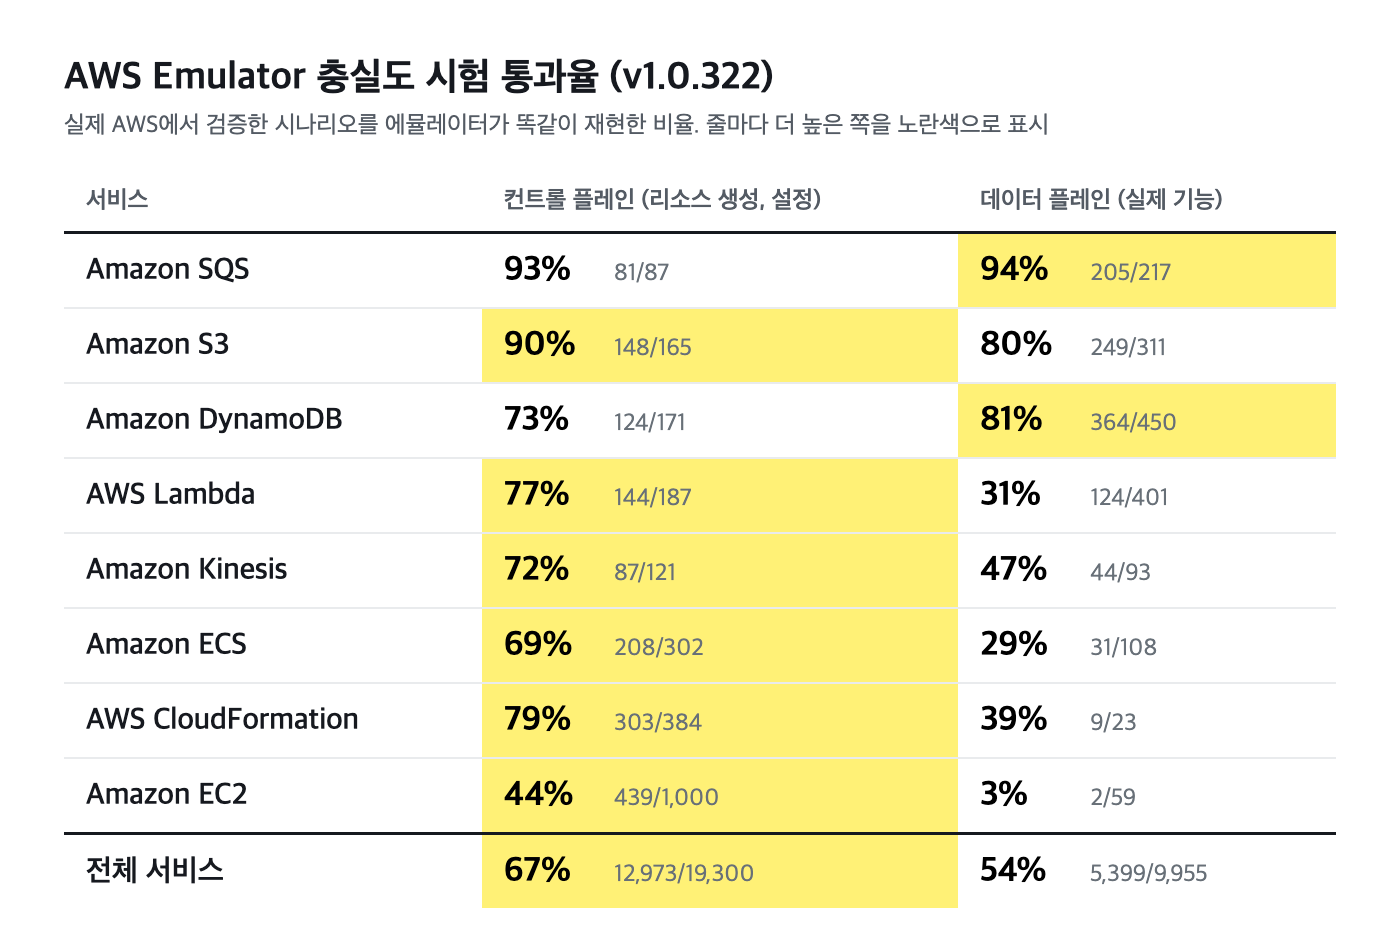 AWS Emulator 충실도 시험 통과율 (v1.0.322)
실제 AWS에서 검증한 시나리오를 에뮬레이터가 똑같이 재현한 비율. 줄마다 더 높은 쪽을 노란색으로 표시
서비스 컨트롤 플레인 (리소스 생성, 설정) 데이터 플레인 (실제 기능)
Amazon SQS 93% 81/87 94% 205/217
Amazon S3 90% 148/165 80% 249/311
Amazon DynamoDB 73% 124/171 81% 364/450
AWS Lambda 77% 144/187 31% 124/401
Amazon Kinesis 72% 87/121 47% 44/93
Amazon ECS 69% 208/302 29% 31/108
AWS CloudFormation 79% 303/384 39% 9/23
Amazon EC2 44% 439/1,000 3% 2/59
전체 서비스 67% 12,973/19,300 54% 5,399/9,955